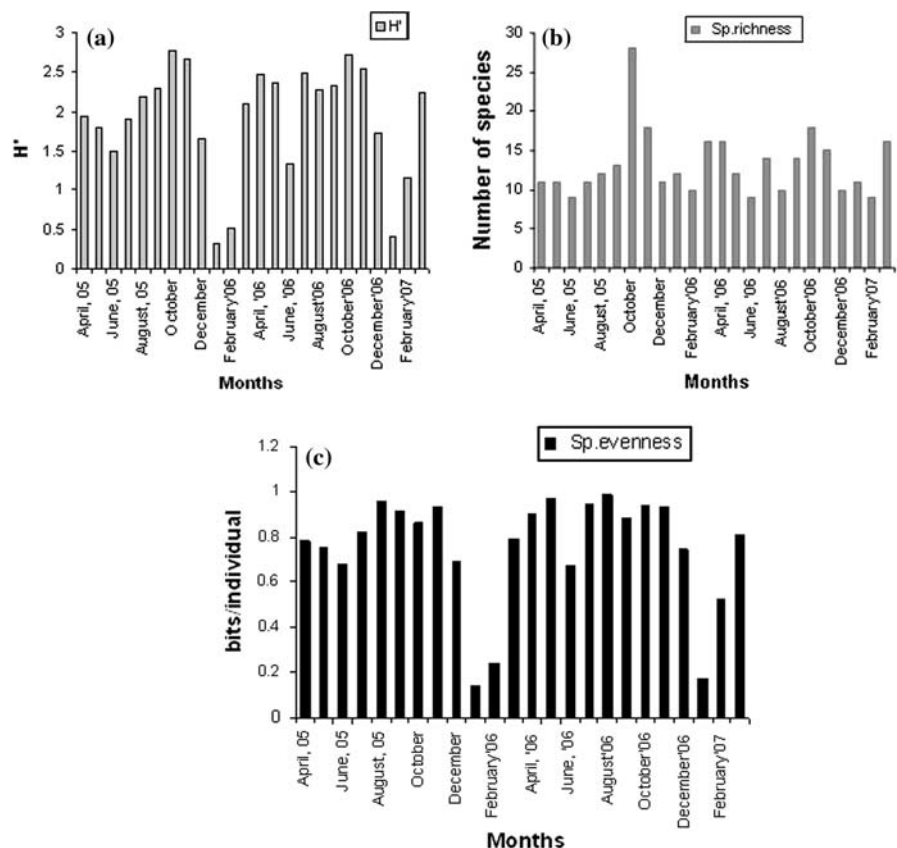 (a)
H'
3
2.5
2
1.5
1
0.5
0
H'
April, 05
June, 05
August, 05
October
December
February'06
April, '06
June, '06
August'06
October'06
December'06
February'07
Months
(b)
Sp.richness
30
25
20
15
10
5
0
Number of species
April, 05
June, 05
August, 05
October
December
February'06
April, '06
June, '06
August'06
October'06
December'06
February'07
Months
(c)
Sp.evenness
1.2
1
0.8
0.6
0.4
0.2
0
bits/individual
April, 05
June, 05
August, 05
October
December
February'06
April, '06
June, '06
August'06
October'06
December'06
February'07
Months